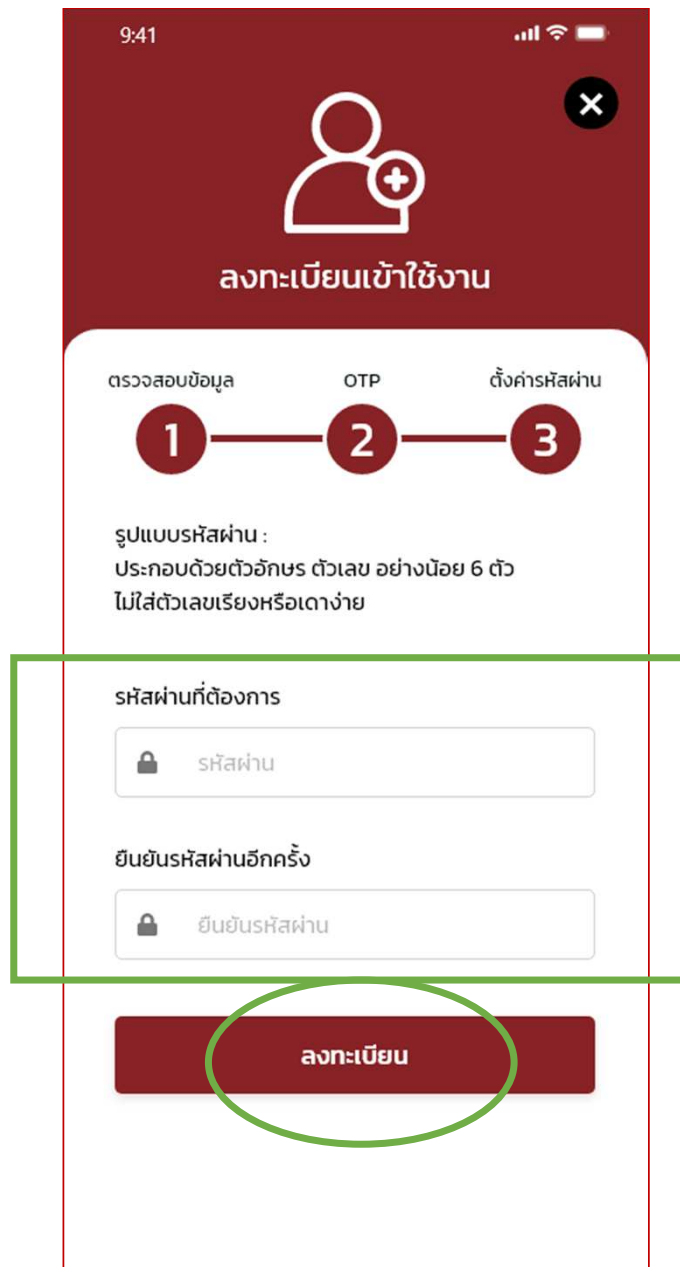 9:41
ลงทะเบียนเข้าใช้งาน
ตรวจสอบข้อมูล OTP ตั้งค่ารหัสผ่าน
1 2 3
รูปแบบรหัสผ่าน :
ประกอบด้วยตัวอักษร ตัวเลข อย่างน้อย 6 ตัว
ไม่ใส่ตัวเลขเรียงหรือเดาง่าย
รหัสผ่านที่ต้องการ
รหัสผ่าน
ยืนยันรหัสผ่านอีกครั้ง
ยืนยันรหัสผ่าน
ลงทะเบียน